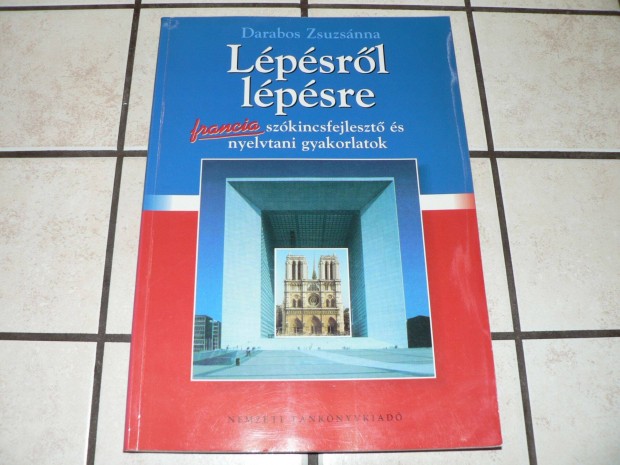 Darabos Zsuzsánna
Lépésről
lépésre
francia szókincsfejlesztő és
nyelvtani gyakorlatok
NEMZETI TANKÖNYVKIADÓ